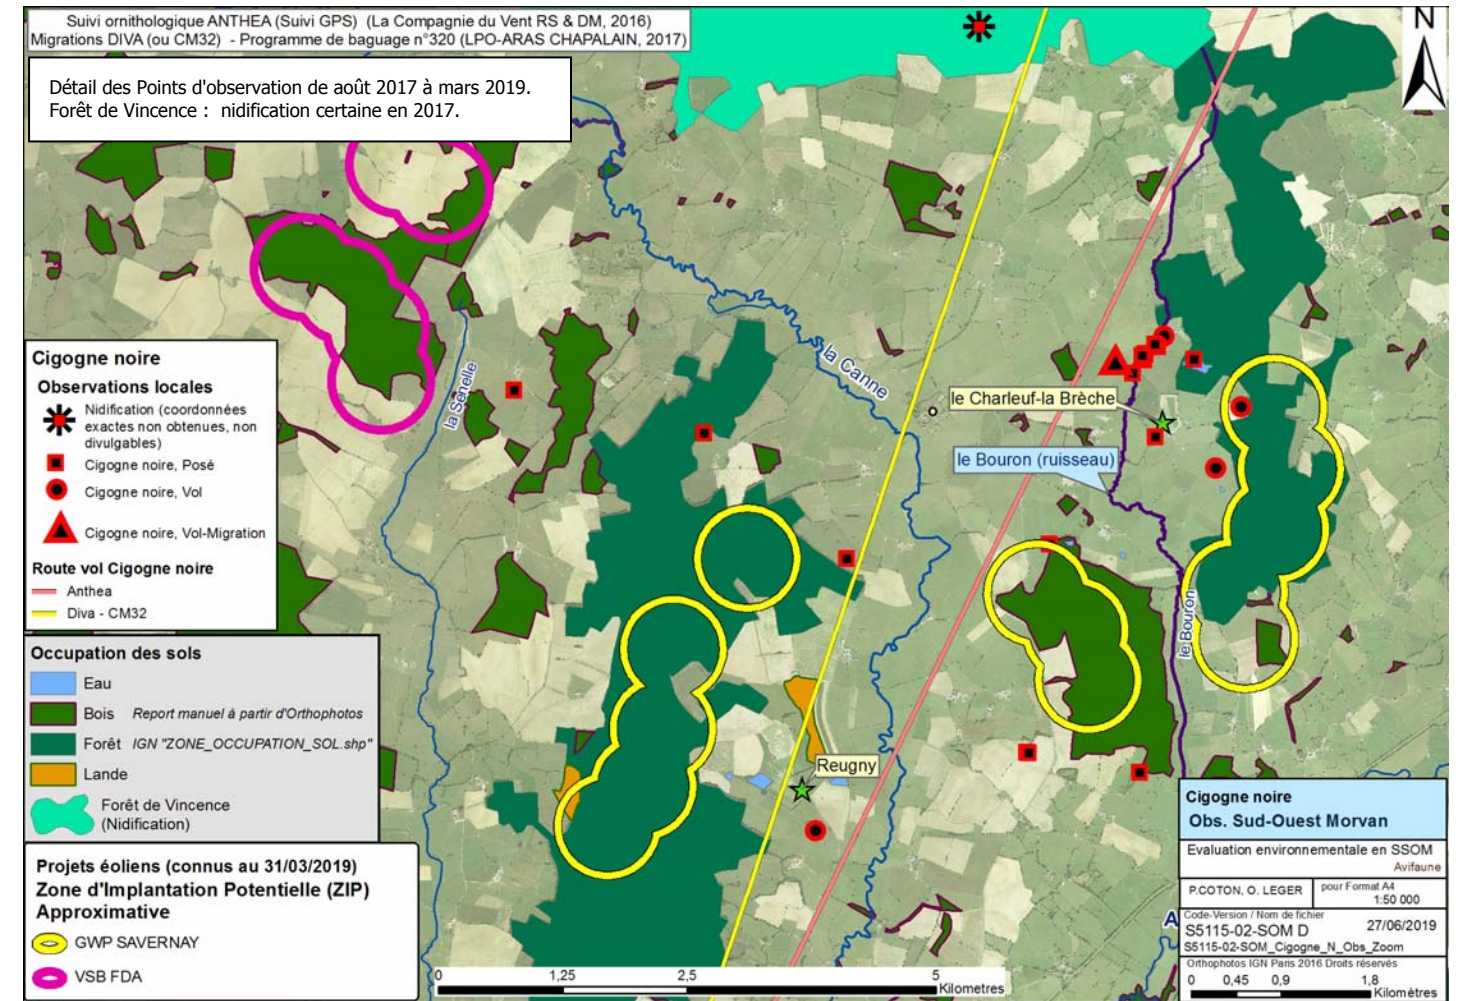 Suivi ornithologique ANTHEA (Suivi GPS) (La Compagnie du Vent RS & DM, 2016)
Migrations DIVA (ou CM32) - Programme de baguage n°320 (LPO-ARAS CHAPALAIN, 2017)
Détail des Points d'observation de août 2017 à mars 2019.
Forêt de Vincence : nidification certaine en 2017.
N
la Canne
la Senelle
le Charleuf-la Brèche
le Bouron (ruisseau)
le Bouron
Reugny
Cigogne noire
Observations locales
Nidification (coordonnées
exactes non obtenues, non
divulgables)
Cigogne noire, Posé
Cigogne noire, Vol
Cigogne noire, Vol-Migration
Route vol Cigogne noire
Anthea
Diva - CM32
Occupation des sols
Eau
Bois Report manuel à partir d'Orthophotos
Forêt IGN "ZONE_OCCUPATION_SOL.shp"
Lande
Forêt de Vincence
(Nidification)
Projets éoliens (connus au 31/03/2019)
Zone d'Implantation Potentielle (ZIP)
Approximative
GWP SAVERNAY
VSB FDA
0 1,25 2,5 5
Kilometres
A
Cigogne noire
Obs. Sud-Ouest Morvan
Evaluation environnementale en SSOM
Avifaune
P.COTON, O. LEGER
pour Format A4
1:50 000
Code-Version / Nom de fichier
S5115-02-SOM D 27/06/2019
S5115-02-SOM_Cigogne_N_Obs_Zoom
Orthophotos IGN Paris 2016 Droits réservés
0 0,45 0,9 1,8
Kilomètres